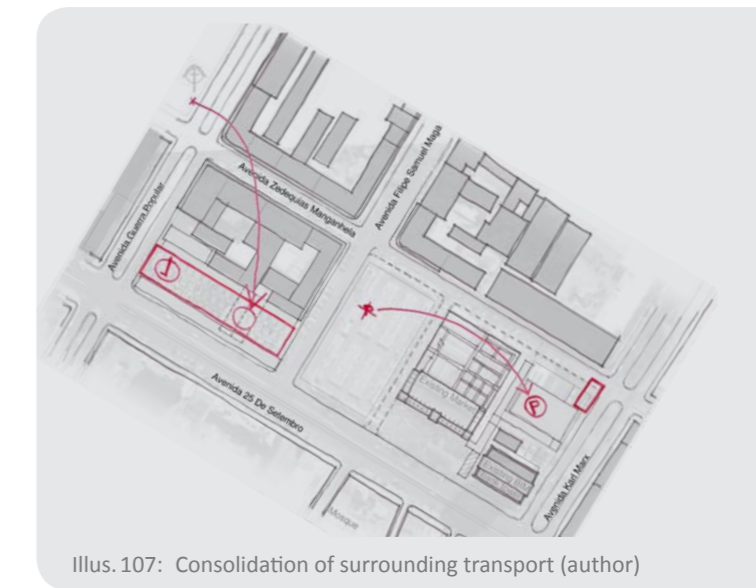 Avenida Zedequias Manganhela
Avenida Filipe Samuel Maga
Avenida Guerra Popular
Existing Market
Avenida 25 De Setembro
Avenida Karl Marx
Mosque
Illus. 107: Consolidation of surrounding transport (author)